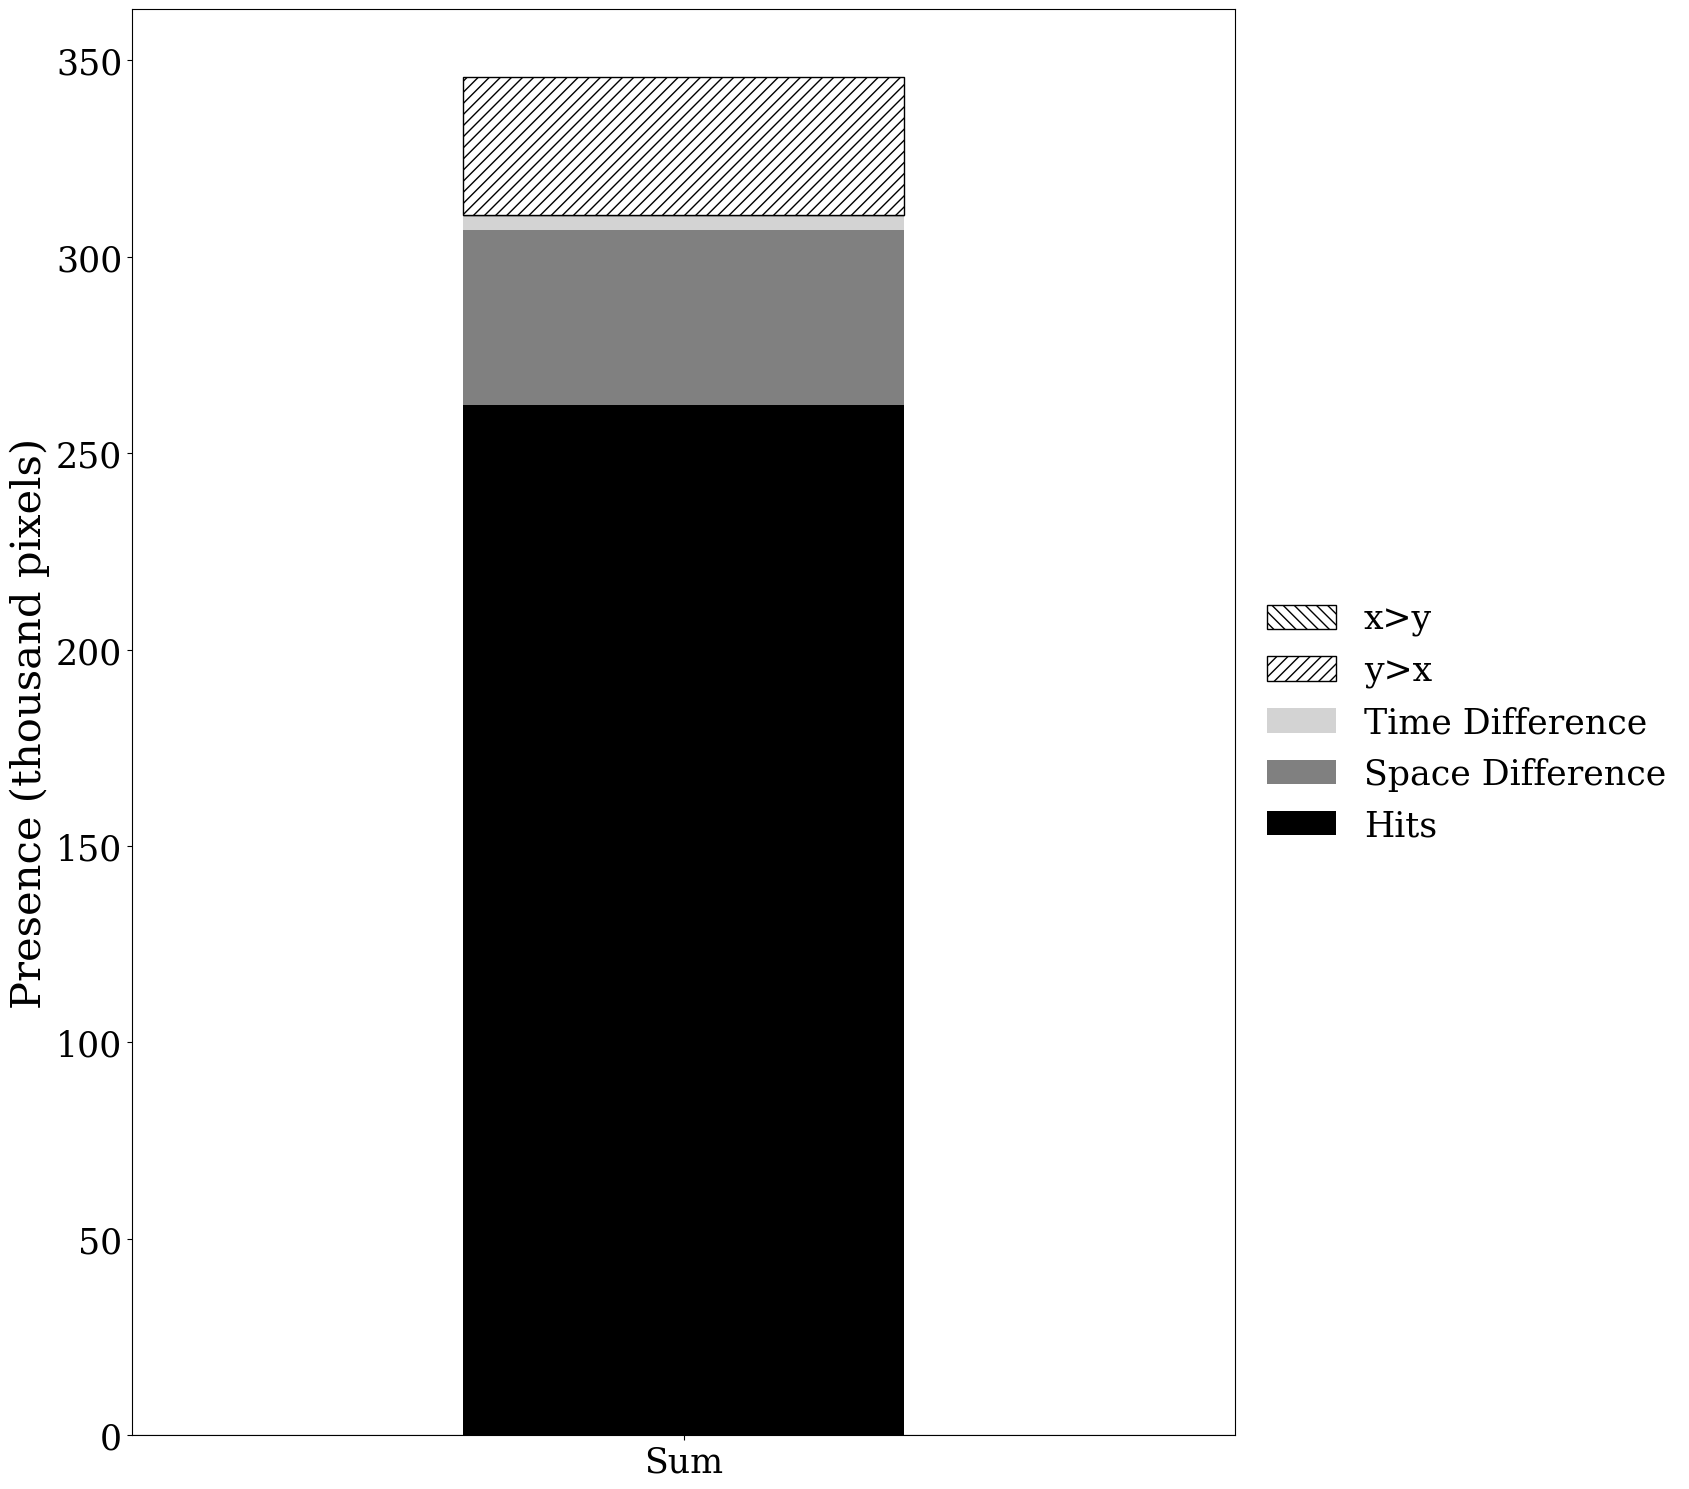 350
300
250
200
150
100
50
0
Presence (thousand pixels)
Sum
x>y
y>x
Time Difference
Space Difference
Hits